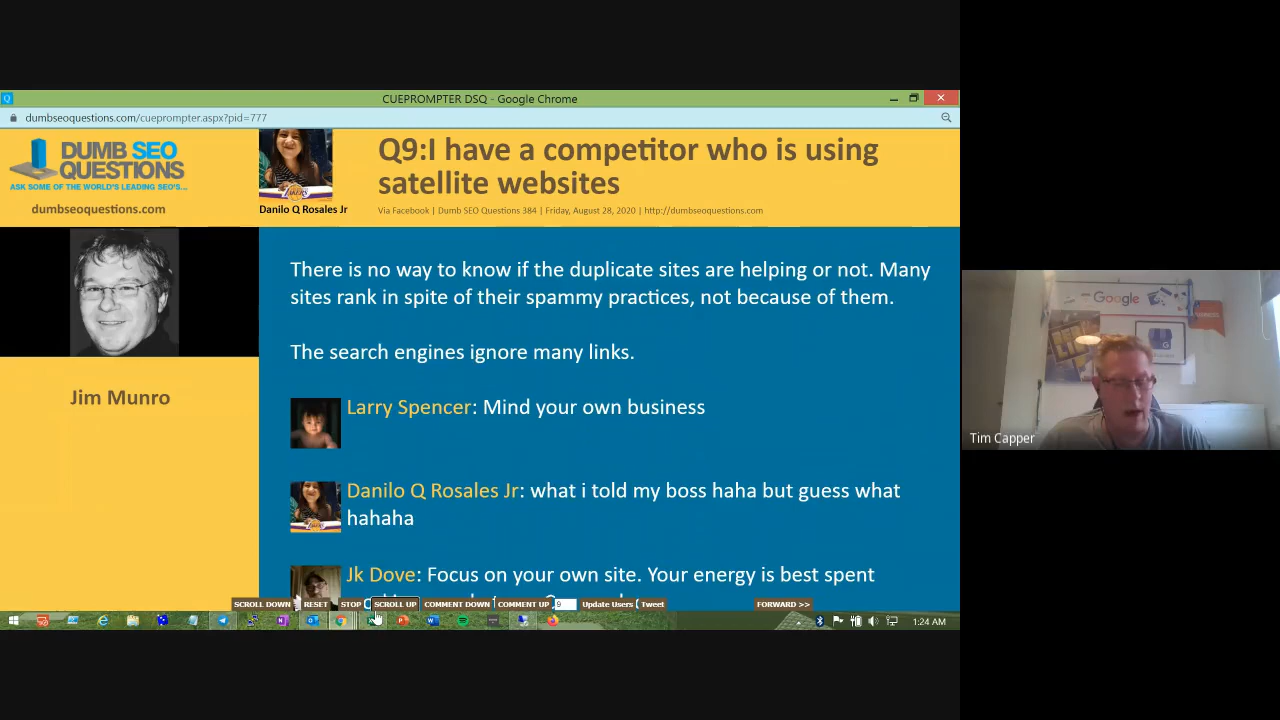 CUEPROMPTER DSQ - Google Chrome
dumbseoquestions.com/cueprompter.aspx?pid=777
DUMB SEO
QUESTIONS
ASK SOME OF THE WORLD'S LEADING SEO'S...
dumbseoquestions.com
LAKERS
Danilo Q Rosales Jr
Q9:I have a competitor who is using
satellite websites
Via Facebook | Dumb SEO Questions 384 | Friday, August 28, 2020 | http://dumbseoquestions.com
Jim Munro
There is no way to know if the duplicate sites are helping or not. Many
sites rank in spite of their spammy practices, not because of them.
The search engines ignore many links.
Larry Spencer: Mind your own business
Danilo Q Rosales Jr: what i told my boss haha but guess what
hahaha
Jk Dove: Focus on your own site. Your energy is best spent
SCROLL DOWN RESET STOP SCROLL UP COMMENT DOWN COMMENT UP 9 Update Users Tweet FORWARD >>
1:24 AM
Google
Tim Capper